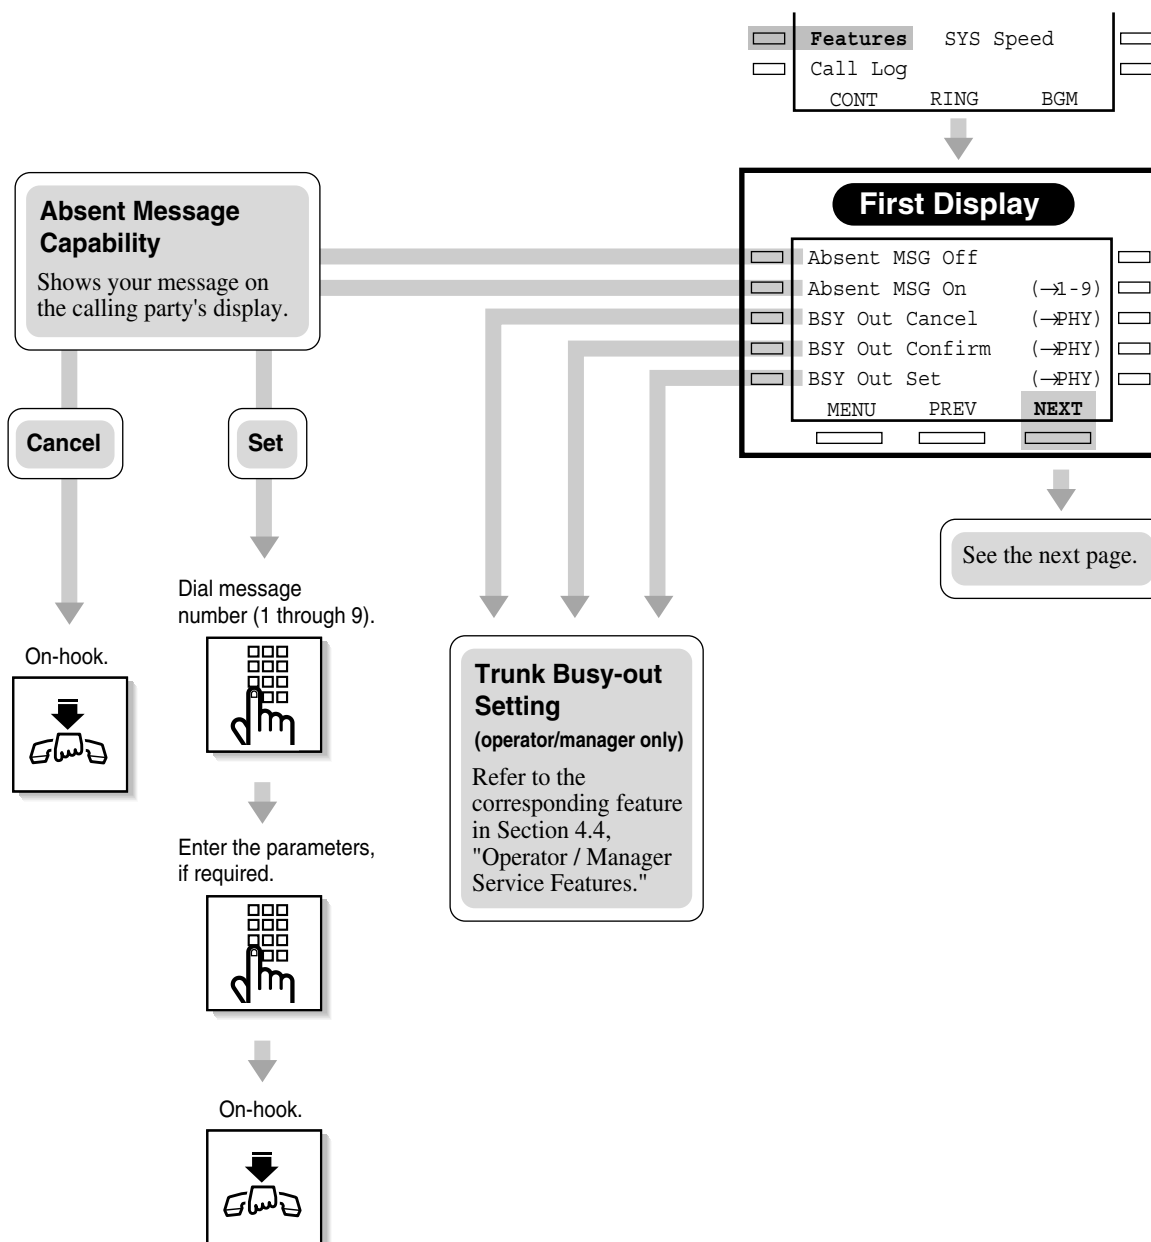 Features SYS Speed
Call Log
CONT RING BGM
First Display
Absent MSG Off
Absent MSG On (→1-9)
BSY Out Cancel (→PHY)
BSY Out Confirm (→PHY)
BSY Out Set (→PHY)
MENU PREV NEXT
See the next page.
Absent Message
Capability
Shows your message on
the calling party's display.
Cancel
Set
On-hook.
Dial message
number (1 through 9).
Enter the parameters,
if required.
On-hook.
Trunk Busy-out
Setting
(operator/manager only)
Refer to the
corresponding feature
in Section 4.4,
"Operator / Manager
Service Features."